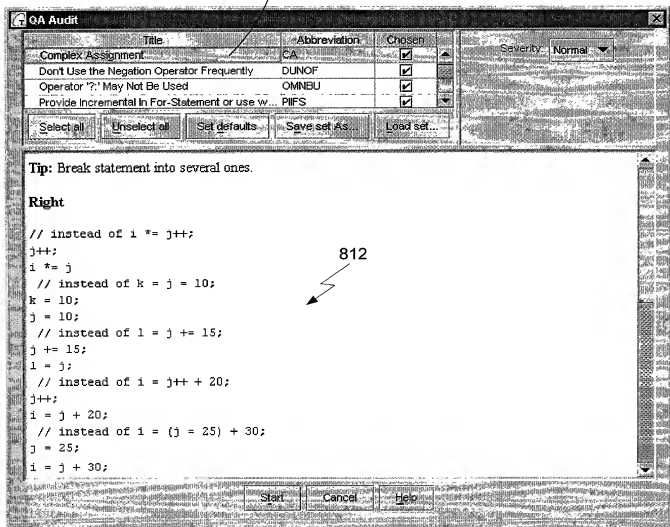 QA Audit
Title Abbreviation Chosen
Complex Assignment CA
Don't Use the Negation Operator Frequently DUNOF
Operator '?:' May Not Be Used OMNBU
Provide Incremental In For-Statement or use w... PIIFS
Severity: Normal
Select all Unselect all Set defaults Save set As... Load set...
Tip: Break statement into several ones.
Right
// instead of i *= j++;
j++;
i *= j
// instead of k = j = 10;
k = 10;
j = 10;
// instead of l = j += 15;
j += 15;
l = j;
// instead of i = j++ + 20;
j++;
i = j + 20;
// instead of i = (j = 25) + 30;
j = 25;
i = j + 30;
812
Start Cancel Help